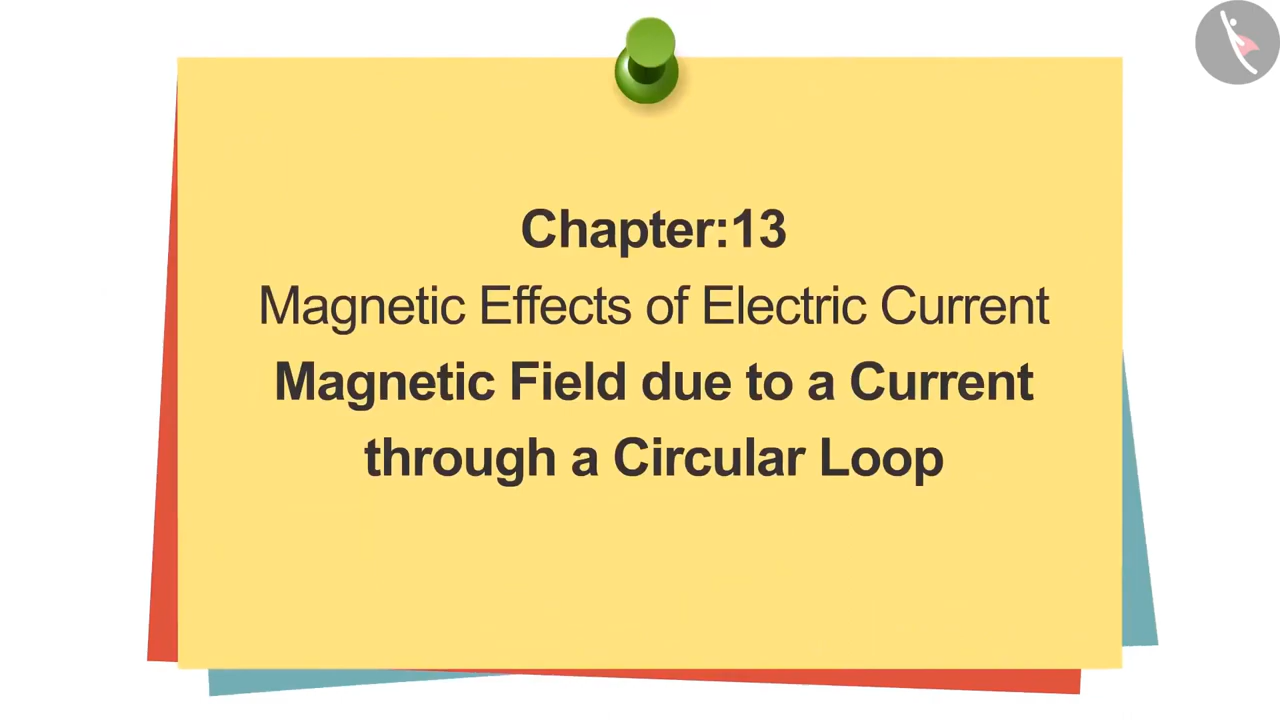 Chapter:13
Magnetic Effects of Electric Current
Magnetic Field due to a Current
through a Circular Loop